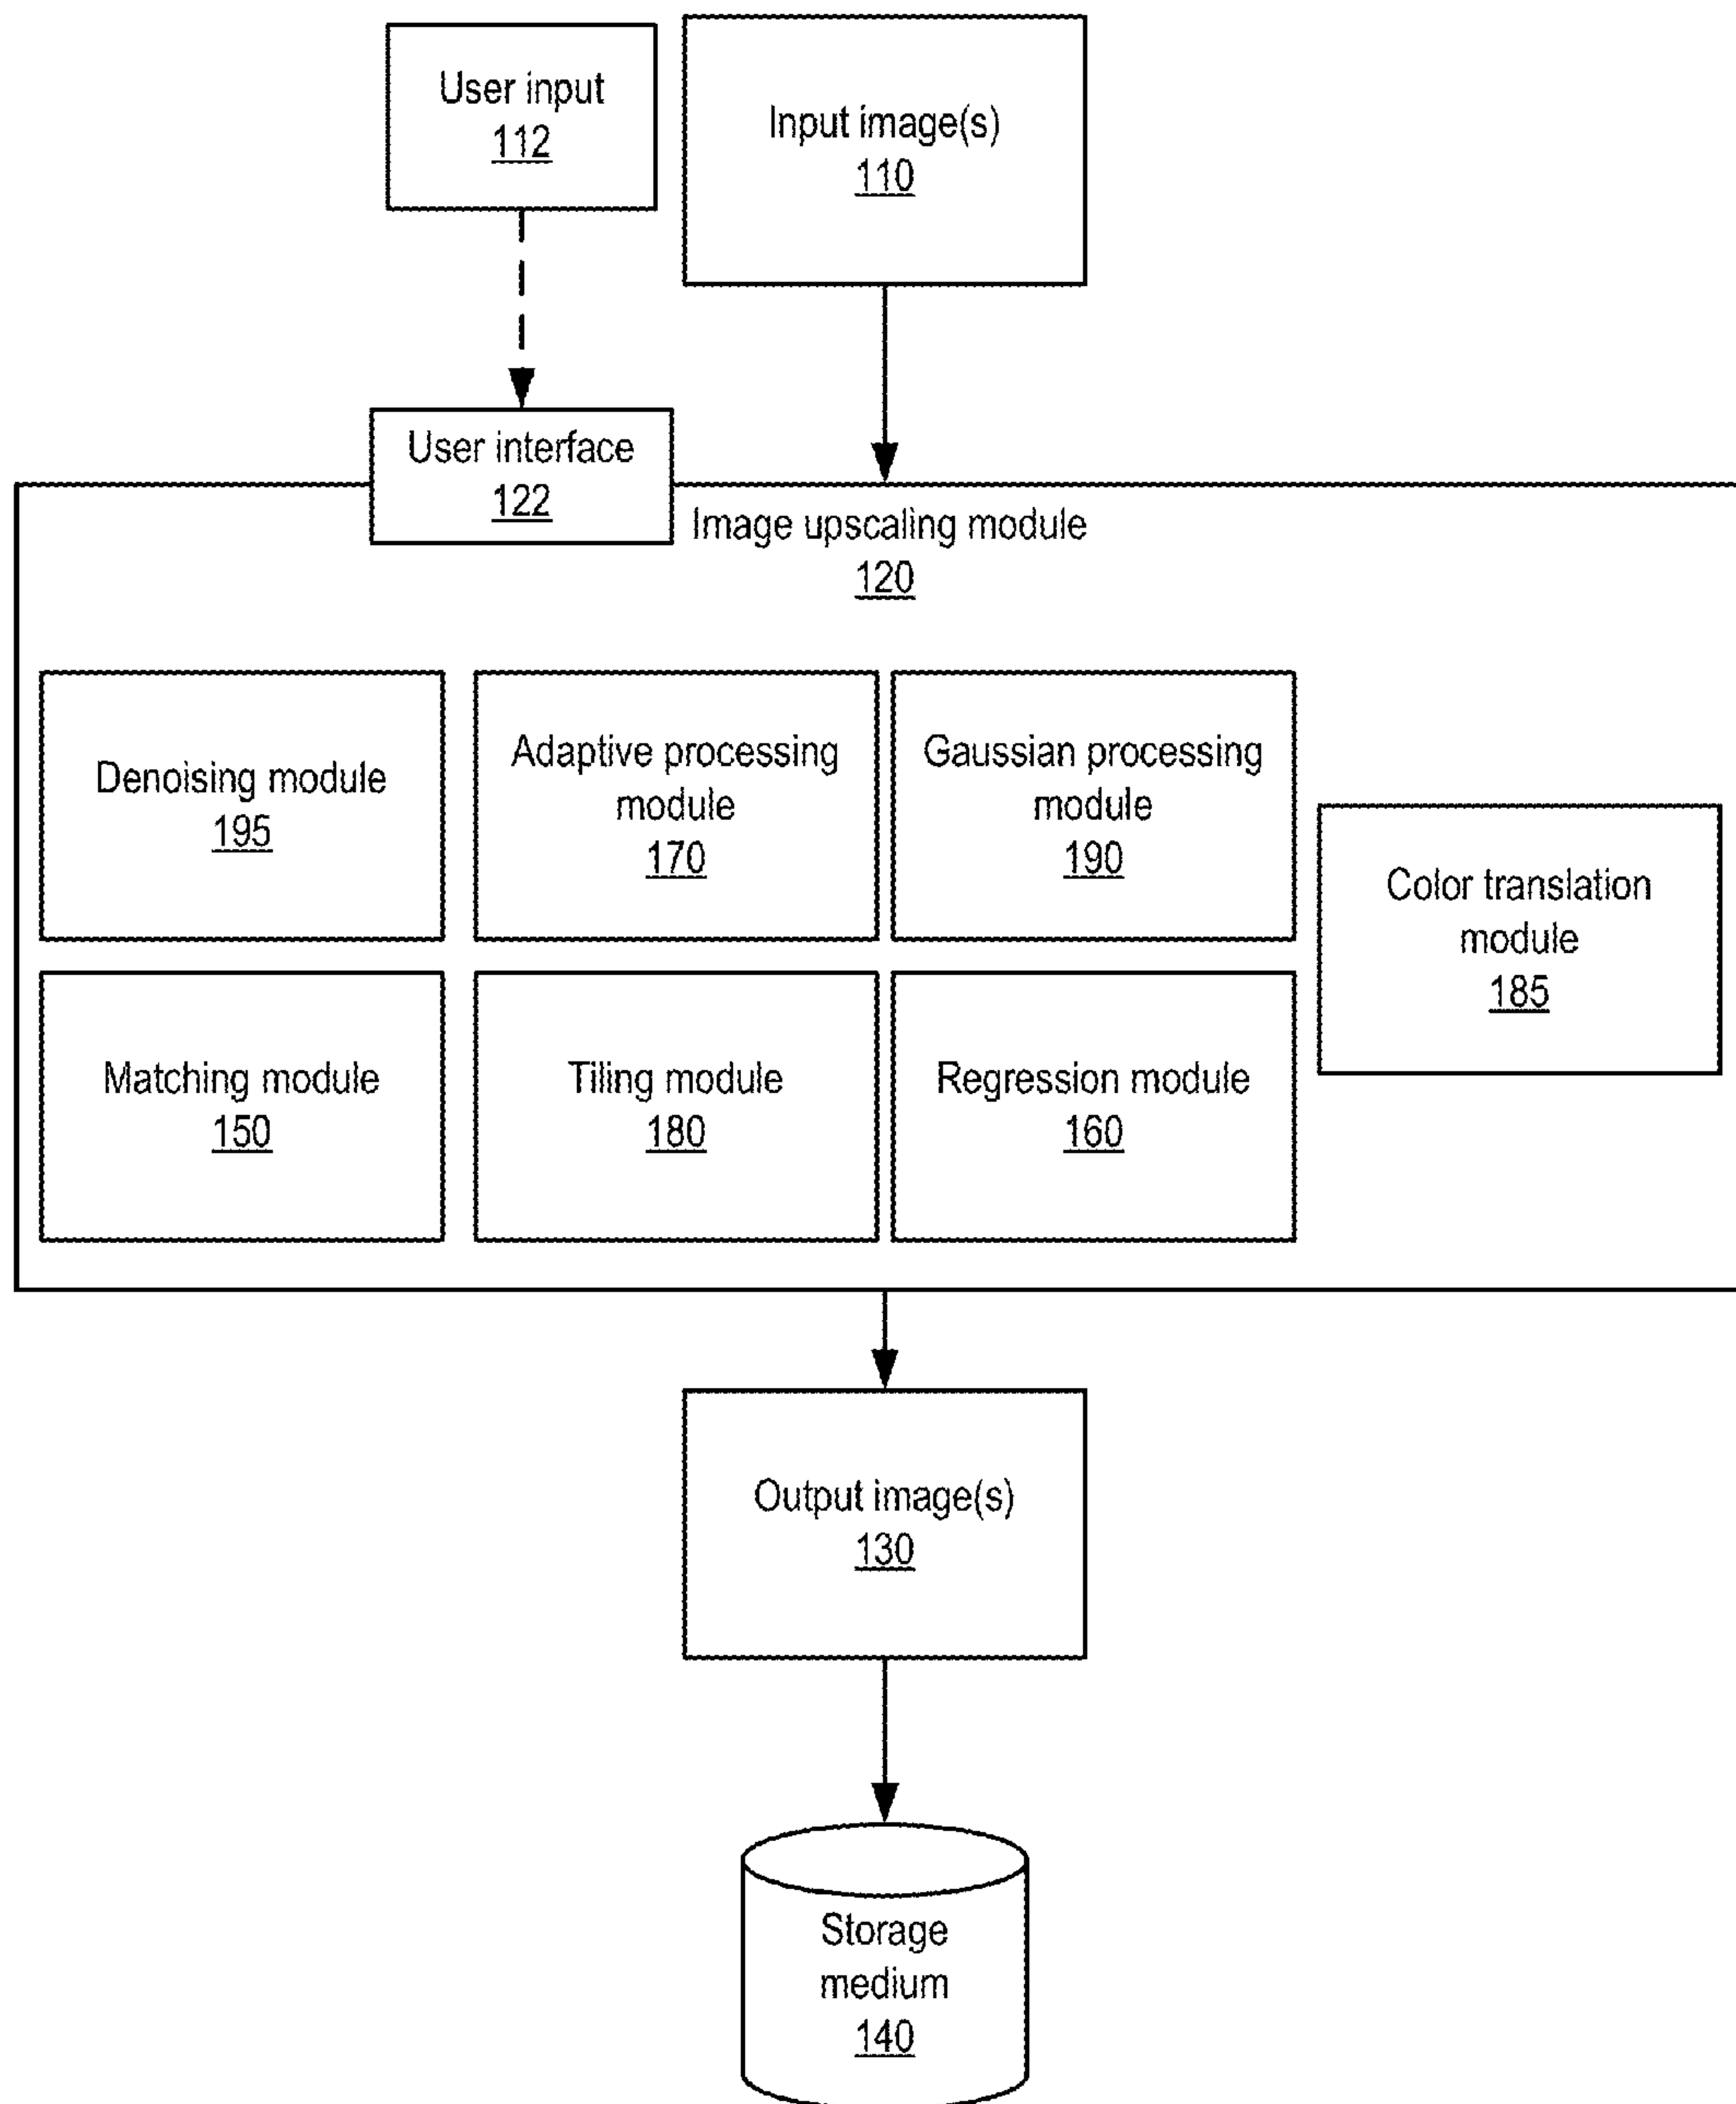 User input
112
Input image(s)
110
User interface
122
Image upscaling module
120
Denoising module
195
Adaptive processing
module
170
Gaussian processing
module
190
Color translation
module
185
Matching module
150
Tiling module
180
Regression module
160
Output image(s)
130
Storage
medium
140